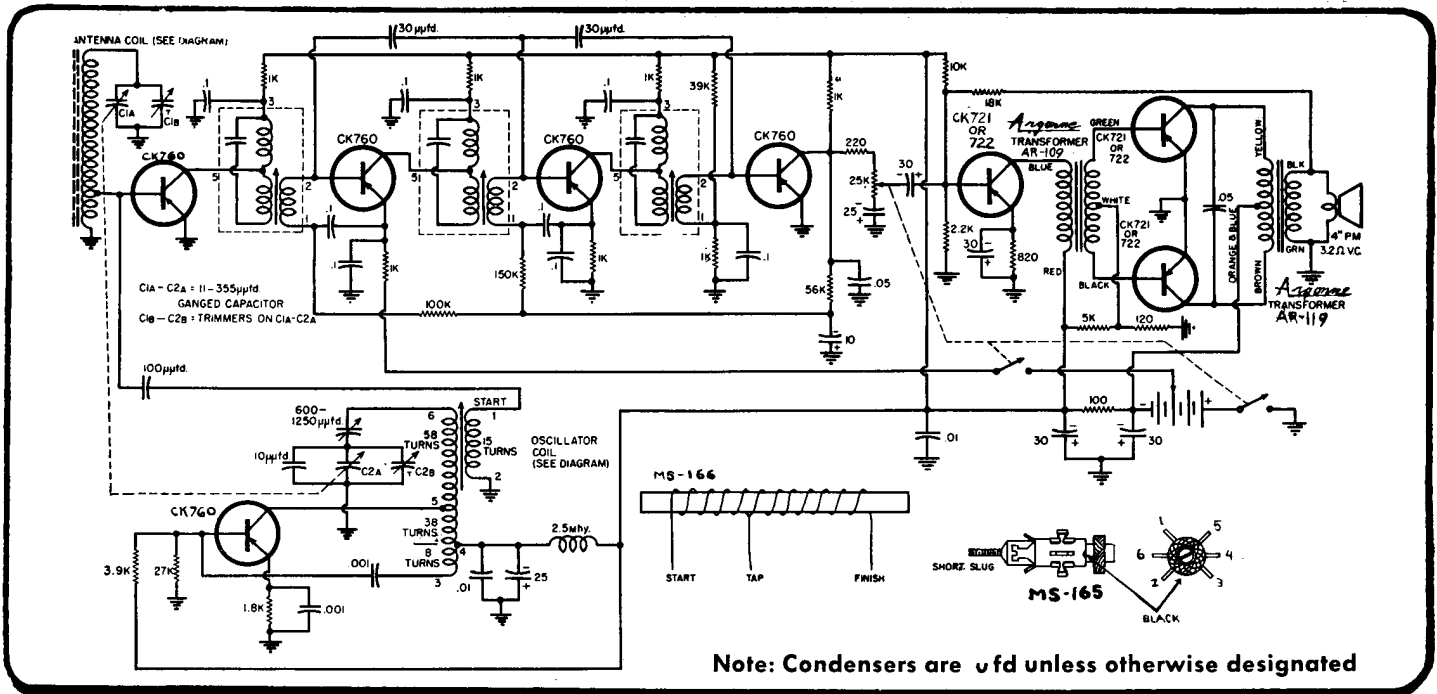 30 µµfd.
30 µµfd.
ANTENNA COIL (SEE DIAGRAM)
C1A
C1B
CK760
.1
1K
3
5
2
1
CK760
.1
.1
1K
.1
1K
3
5
2
1
CK760
.1
.1
1K
150K
100K
.1
1K
3
5
2
1
39K
1K
.1
CK760
1K
220
25K
25
56K
.05
10
30
10K
18K
CK721
OR
722
2.2K
30
820
Argonne
TRANSFORMER
AR-109
BLUE
RED
GREEN
WHITE
BLACK
CK721
OR
722
CK721
OR
722
5K
120
.05
YELLOW
ORANGE & BLUE
BROWN
BLK
GRN
4" PM
3.2Ω V.C.
Argonne
TRANSFORMER
AR-119
C1A-C2A = 11-355µµfd.
GANGED CAPACITOR
C1B-C2B = TRIMMERS ON C1A-C2A
100µµfd.
600-
1250µµfd.
10µµfd
C2A
C2B
START
1
6
58
TURNS
15
TURNS
2
5
38
TURNS
4
8
TURNS
3
OSCILLATOR
COIL
(SEE DIAGRAM)
CK760
3.9K
27K
.001
1.8K
.001
.01
25
2.5Mhy.
.01
100
30
30
MS-166
START
TAP
FINISH
SHORT SLUG
MS-165
BLACK
1
5
6
4
2
3
Note: Condensers are ufd unless otherwise designated